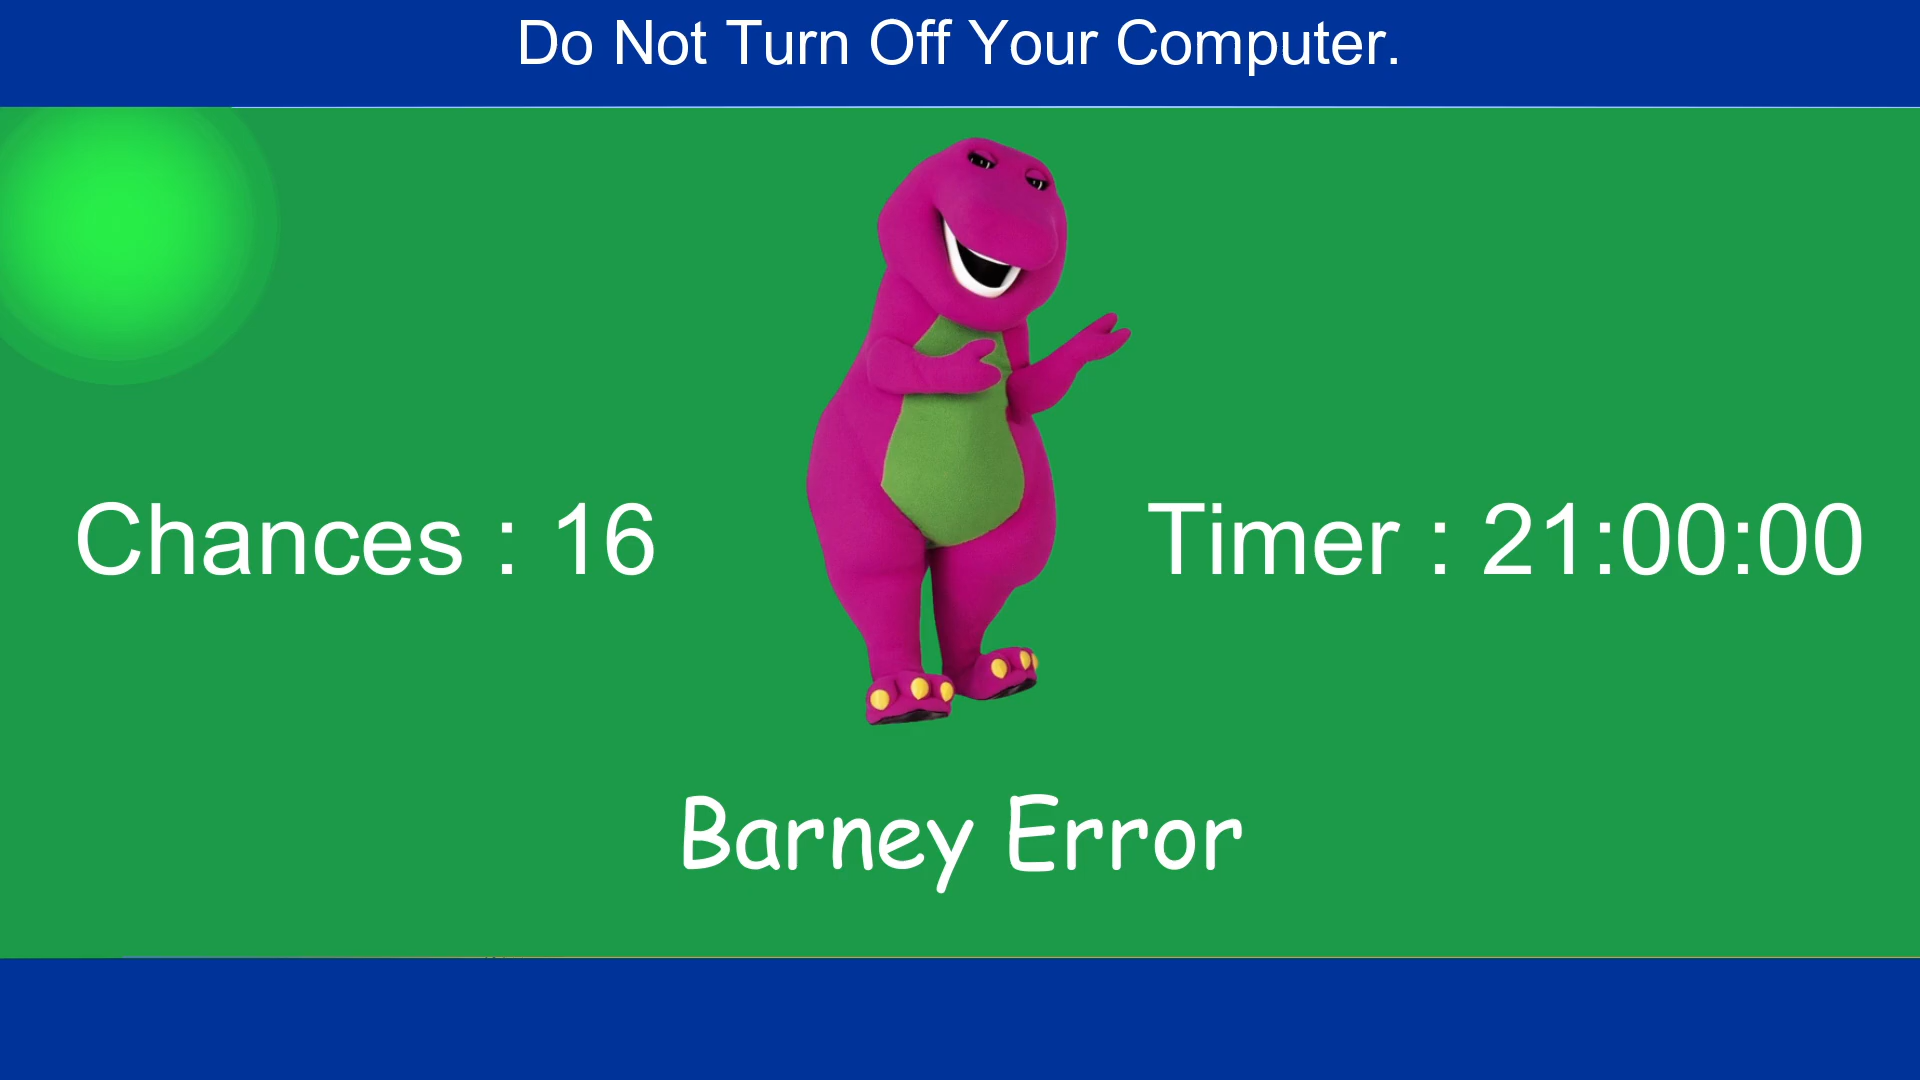 Do Not Turn Off Your Computer.
Chances : 16
Timer : 21:00:00
Barney Error